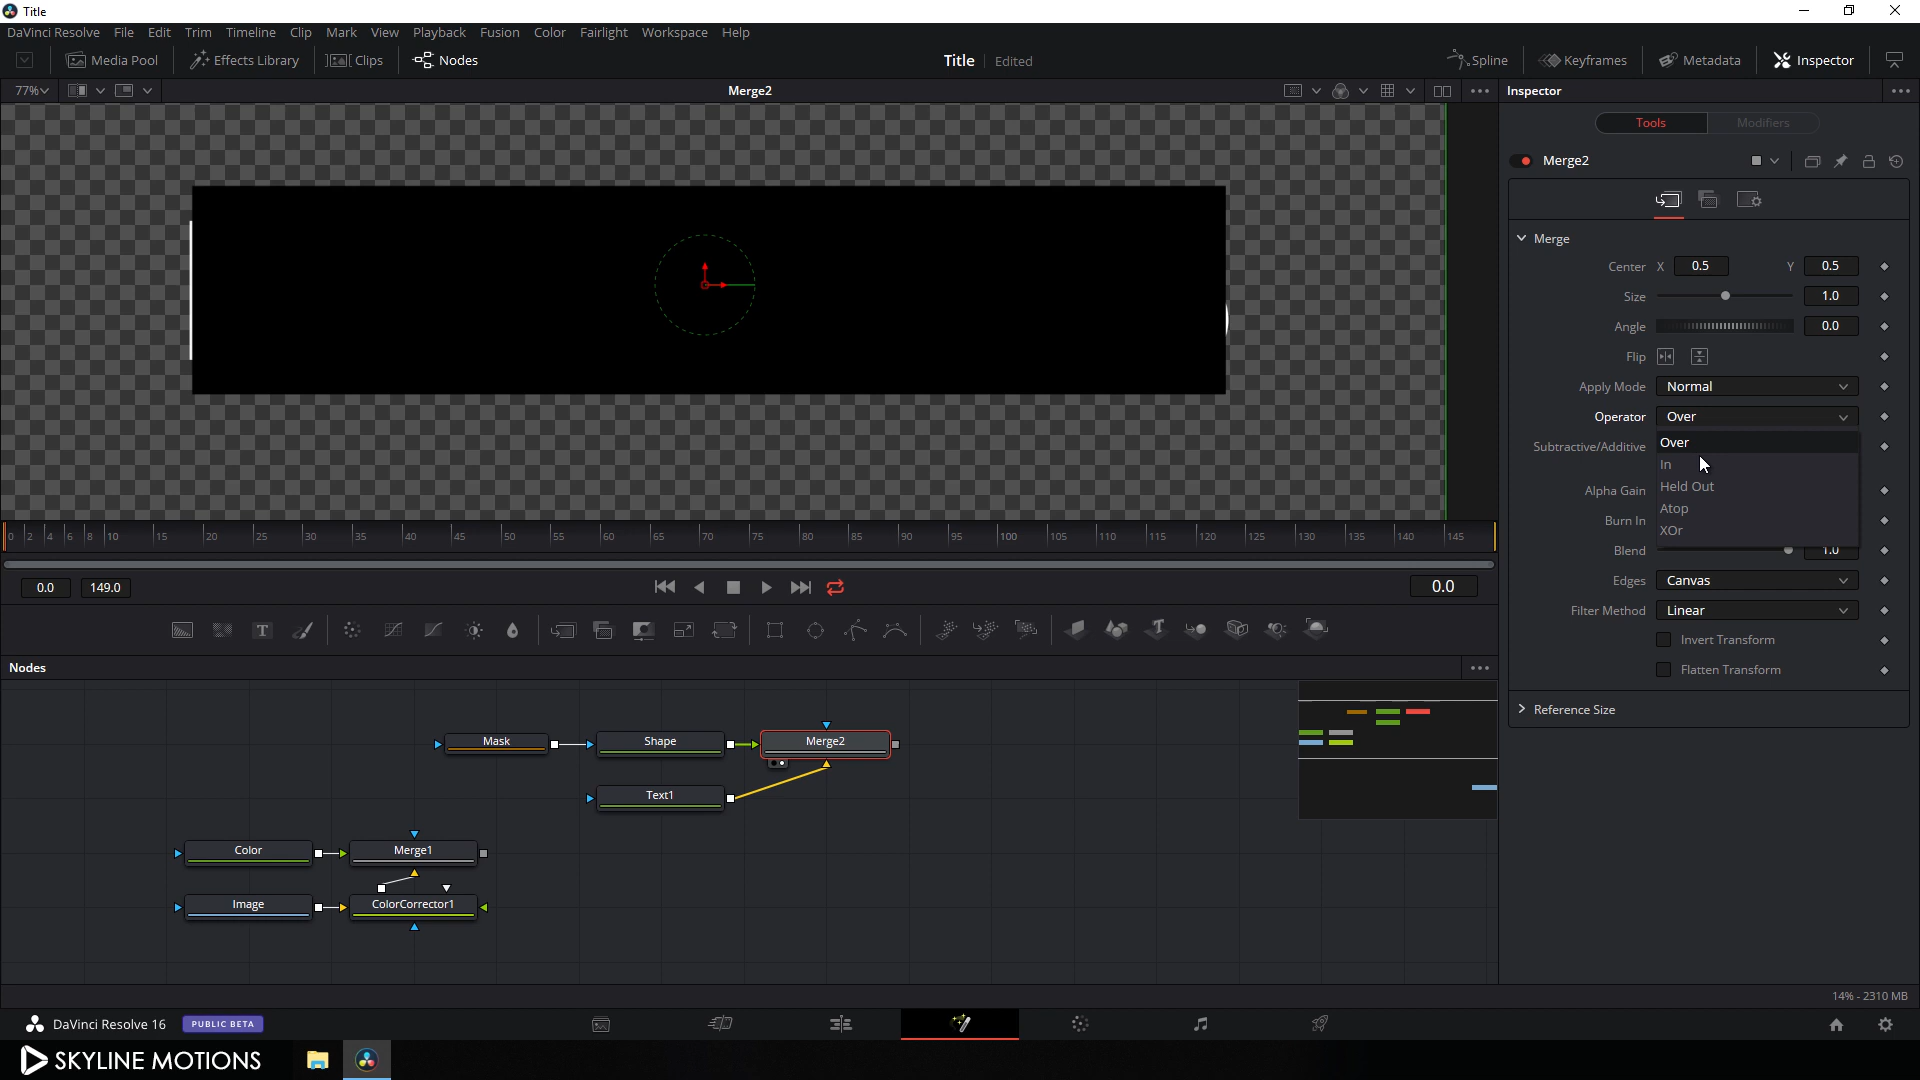 Title
DaVinci Resolve File Edit Trim Timeline Clip Mark View Playback Fusion Color Fairlight Workspace Help
Media Pool Effects Library Clips Nodes Title Edited Spline Keyframes Metadata Inspector
77% Merge2 Inspector
Tools Modifiers
Merge2
Merge
Center X 0.5 Y 0.5
Size 1.0
Angle 0.0
Flip
Apply Mode Normal
Operator Over
Subtractive/Additive Over
In
Held Out
Alpha Gain
Atop
Burn In
XOr
Blend 1.0
Edges Canvas
Filter Method Linear
Invert Transform
Flatten Transform
Reference Size
0 2 4 6 8 10 15 20 25 30 35 40 45 50 55 60 65 70 75 80 85 90 95 100 105 110 115 120 125 130 135 140 145
0.0 149.0 0.0
Nodes
Mask Shape Merge2
Text1
Color Merge1
Image ColorCorrector1
14% - 2310 MB
DaVinci Resolve 16 PUBLIC BETA
SKYLINE MOTIONS